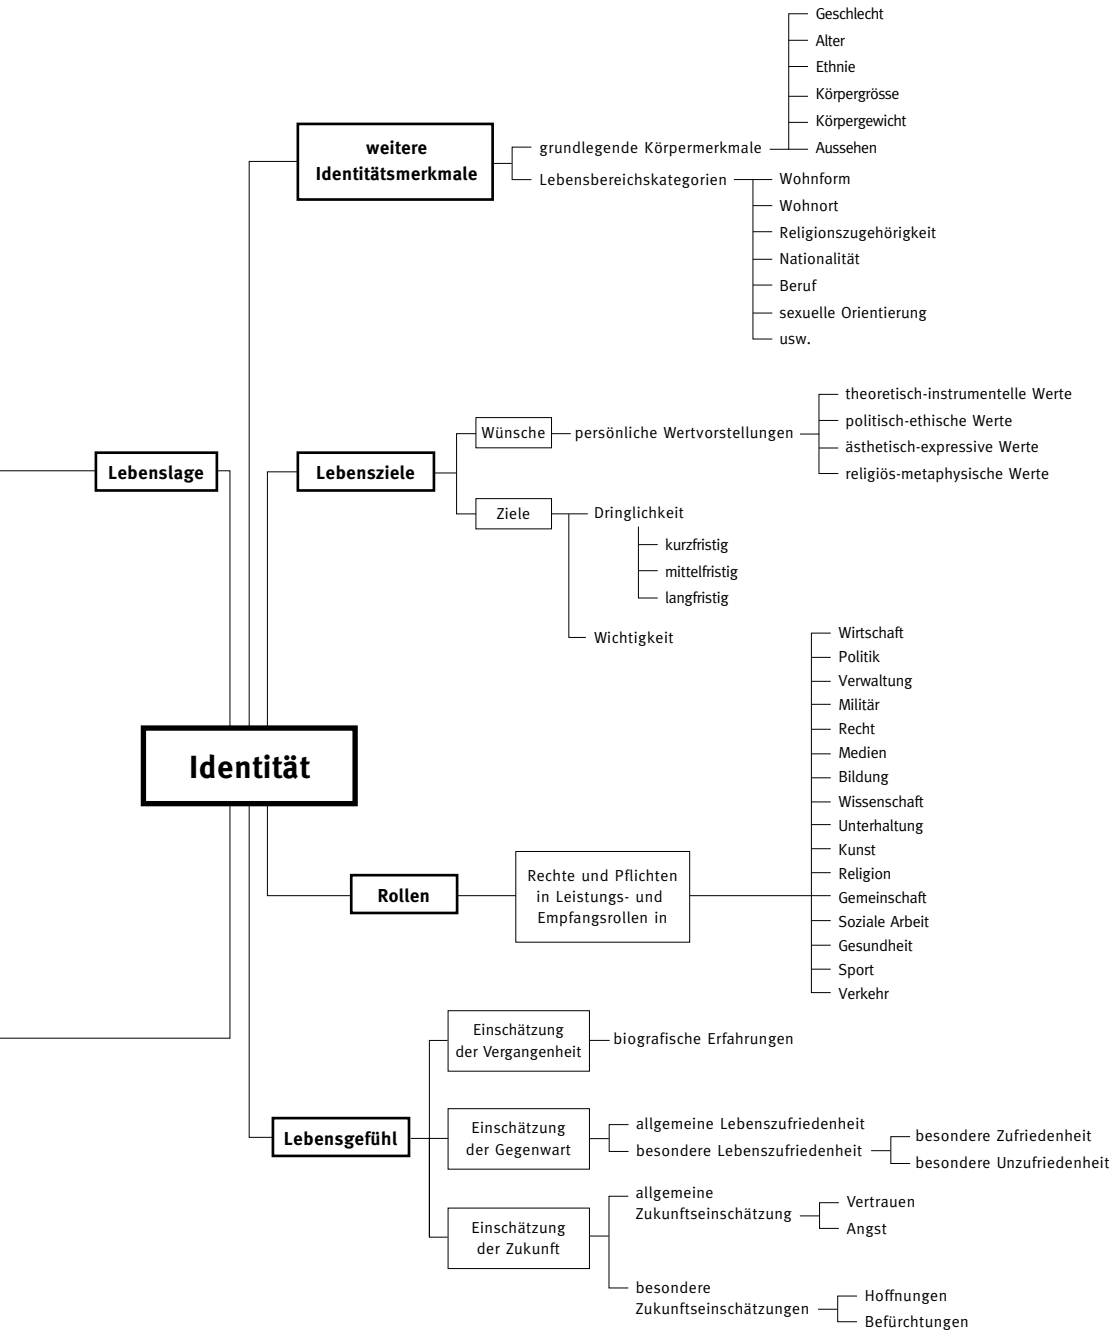 Geschlecht
Alter
Ethnie
Körpergrösse
Körpergewicht
Aussehen
weitere
Identitätsmerkmale
grundlegende Körpermerkmale
Lebensbereichskategorien
Wohnform
Wohnort
Religionszugehörigkeit
Nationalität
Beruf
sexuelle Orientierung
usw.
Lebenslage
Lebensziele
Wünsche
persönliche Wertvorstellungen
theoretisch-instrumentelle Werte
politisch-ethische Werte
ästhetisch-expressive Werte
religiös-metaphysische Werte
Ziele
Dringlichkeit
kurzfristig
mittelfristig
langfristig
Wichtigkeit
Identität
Rollen
Rechte und Pflichten
in Leistungs- und
Empfangsrollen in
Wirtschaft
Politik
Verwaltung
Militär
Recht
Medien
Bildung
Wissenschaft
Unterhaltung
Kunst
Religion
Gemeinschaft
Soziale Arbeit
Gesundheit
Sport
Verkehr
Lebensgefühl
Einschätzung
der Vergangenheit
biografische Erfahrungen
Einschätzung
der Gegenwart
allgemeine Lebenszufriedenheit
besondere Lebenszufriedenheit
besondere Zufriedenheit
besondere Unzufriedenheit
Einschätzung
der Zukunft
allgemeine
Zukunftseinschätzung
Vertrauen
Angst
besondere
Zukunftseinschätzungen
Hoffnungen
Befürchtungen